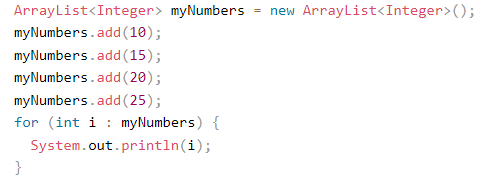 ArrayList<Integer> myNumbers = new ArrayList<Integer>();
myNumbers.add(10);
myNumbers.add(15);
myNumbers.add(20);
myNumbers.add(25);
for (int i : myNumbers) {
  System.out.println(i);
}